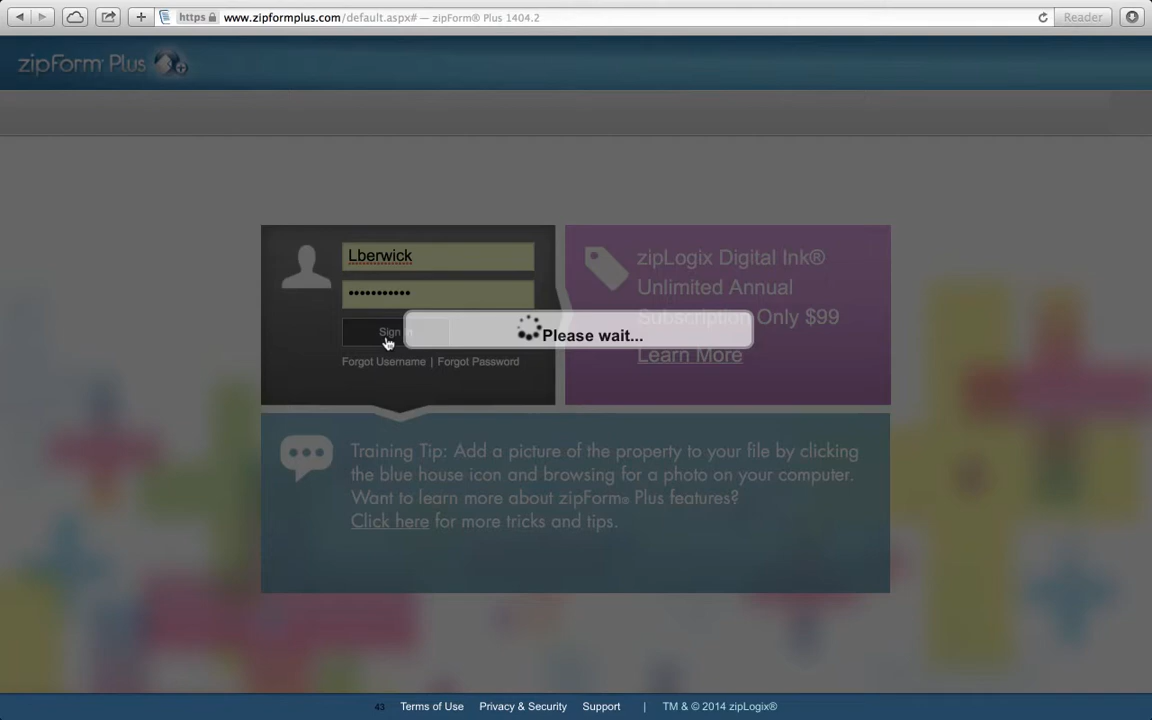 https www.zipformplus.com/default.aspx# — zipForm® Plus 1404.2
Reader
zipForm® Plus
Lberwick
•••••••••••
Sign In
Forgot Username | Forgot Password
zipLogix Digital Ink®
Unlimited Annual
Subscription Only $99
Learn More
Please wait...
Training Tip: Add a picture of the property to your file by clicking
the blue house icon and browsing for a photo on your computer.
Want to learn more about zipForm® Plus features?
Click here for more tricks and tips.
43 Terms of Use Privacy & Security Support | TM & © 2014 zipLogix®